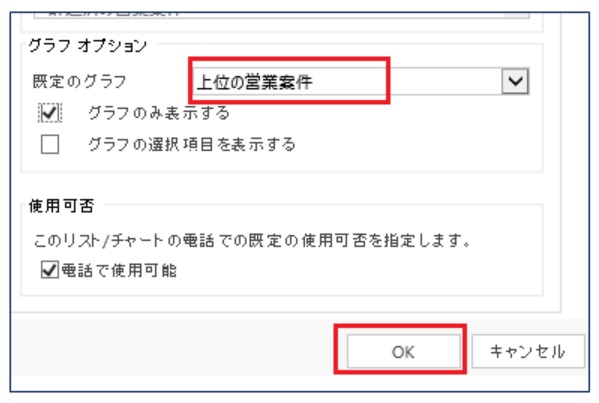 グラフ オプション
既定のグラフ 上位の営業案件
グラフのみ表示する
グラフの選択項目を表示する
使用可否
このリスト/チャートの電話での既定の使用可否を指定します。
電話で使用可能
OK キャンセル